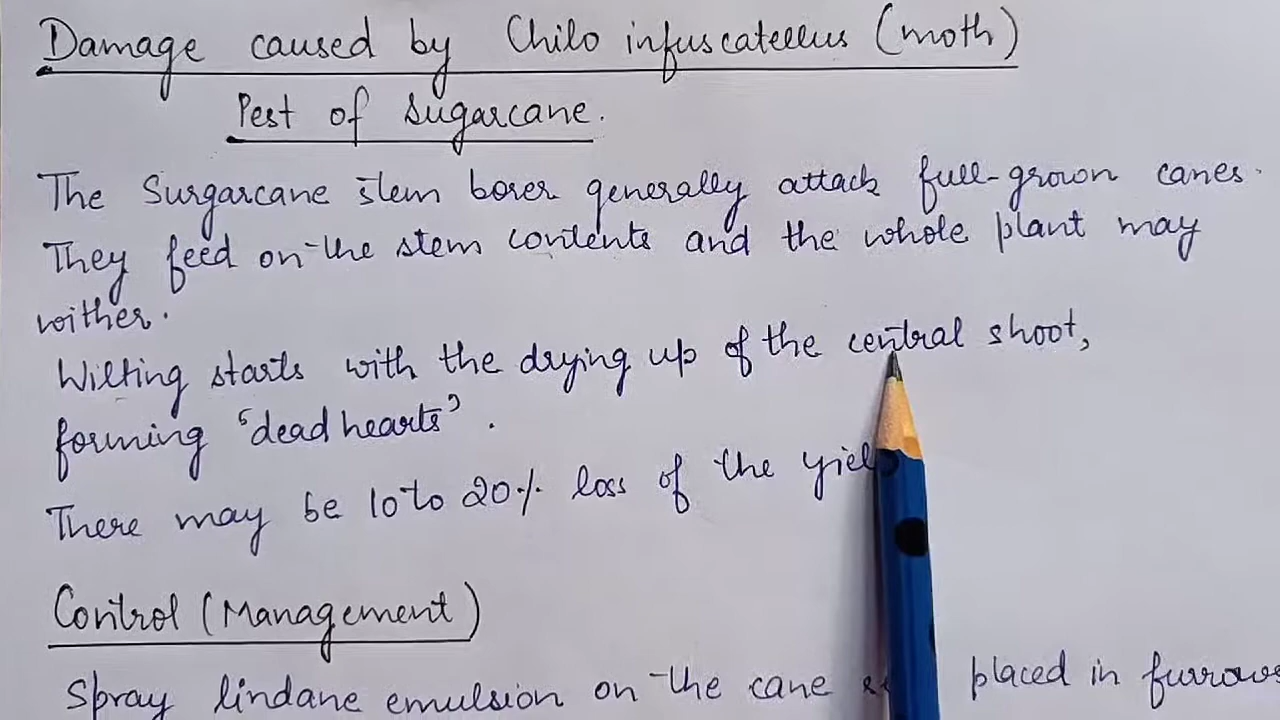 Damage caused by Chilo infuscatellus (moth)
Pest of sugarcane.
The Surgarcane stem borer generally attack full-grown canes.
They feed on the stem contents and the whole plant may
wither.
Wilting starts with the drying up of the central shoot,
forming 'dead hearts'.
There may be 10 to 20% loss of the yiel
Control (Management)
Spray lindane emulsion on the cane placed in furrows